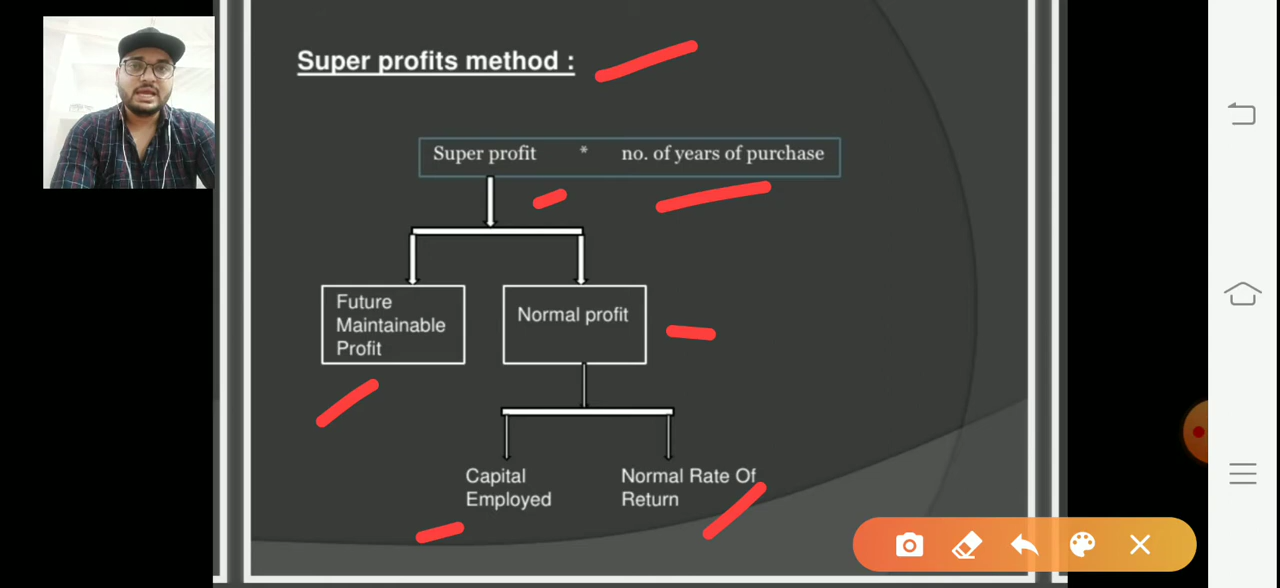 Super profits method :
Super profit * no. of years of purchase
Future
Maintainable
Profit
Normal profit
Capital
Employed
Normal Rate Of
Return